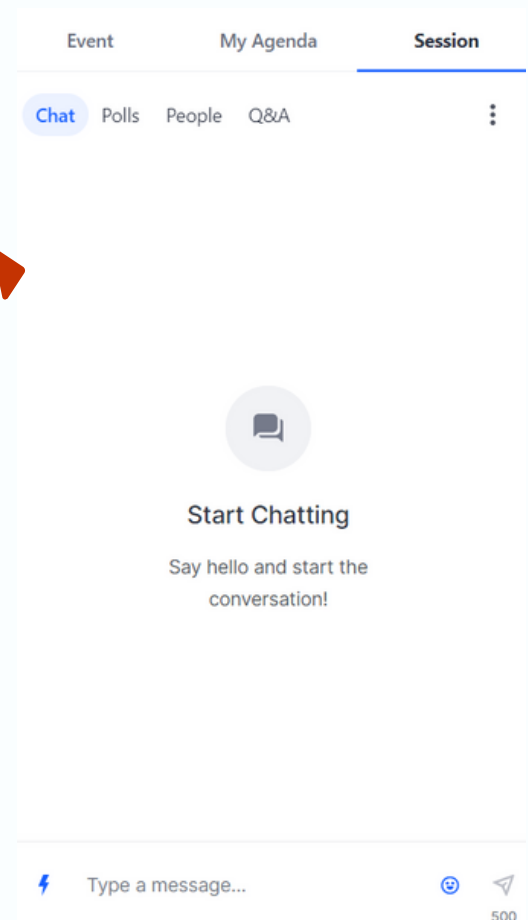 Event My Agenda Session
Chat Polls People Q&A
Start Chatting
Say hello and start the
conversation!
Type a message...
500